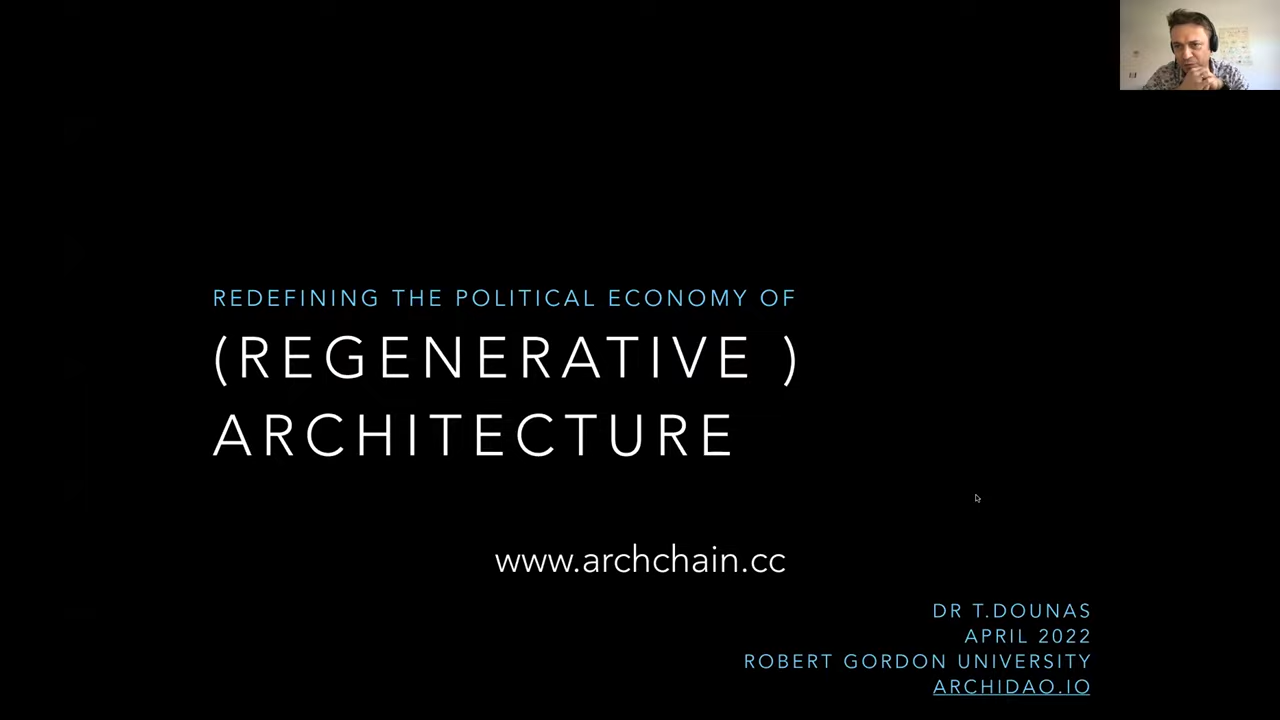 REDEFINING THE POLITICAL ECONOMY OF
(REGENERATIVE )
ARCHITECTURE
www.archchain.cc
DR T.DOUNAS
APRIL 2022
ROBERT GORDON UNIVERSITY
ARCHIDAO.IO